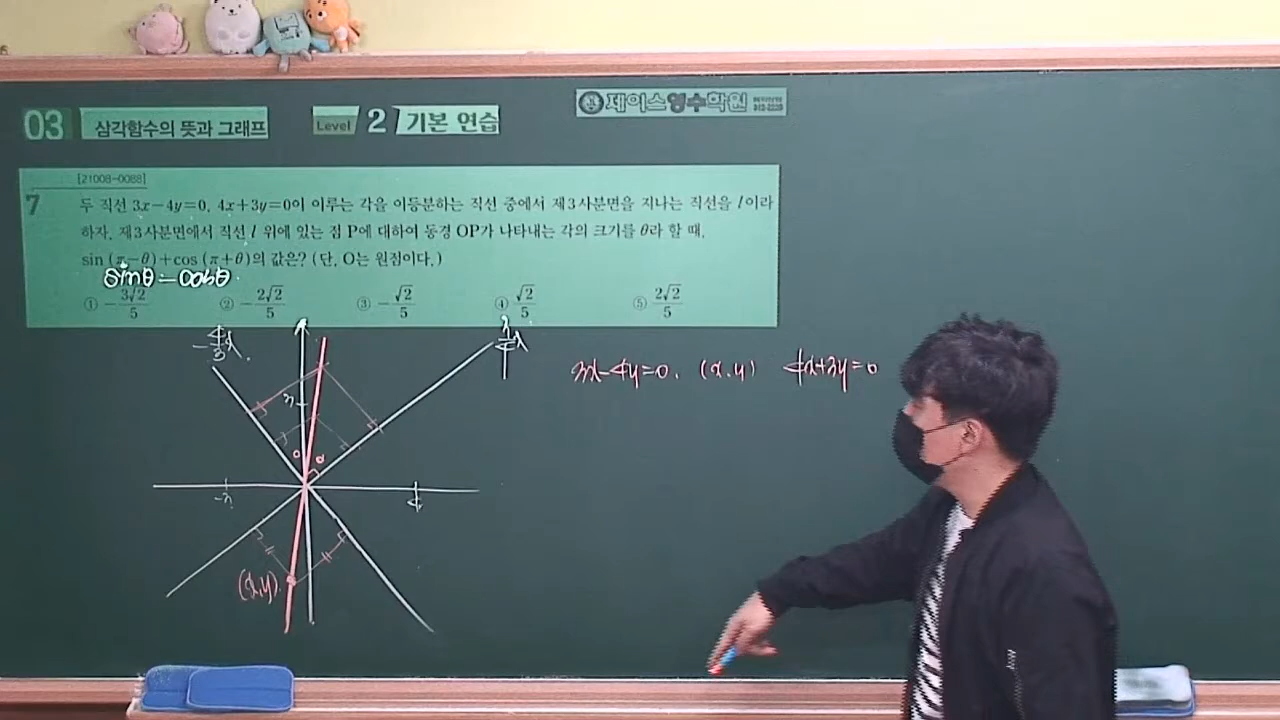 03 삼각함수의 뜻과 그래프 Level 2 기본 연습
제이스영수학원
[21008-0088]
7 두 직선 3x-4y=0, 4x+3y=0이 이루는 각을 이등분하는 직선 중에서 제3사분면을 지나는 직선을 l이라
하자. 제3사분면에서 직선 l 위에 있는 점 P에 대하여 동경 OP가 나타내는 각의 크기를 θ라 할 때,
sin (π-θ)+cos (π+θ)의 값은? (단, O는 원점이다.)
sinθ - cosθ
① -3√2/5 ② -2√2/5 ③ -√2/5 ④ √2/5 ⑤ 2√2/5
-4/3x
3/4x
3x-4y=0. (x,y) 4x+3y=0
3
-3
4
(x,y)